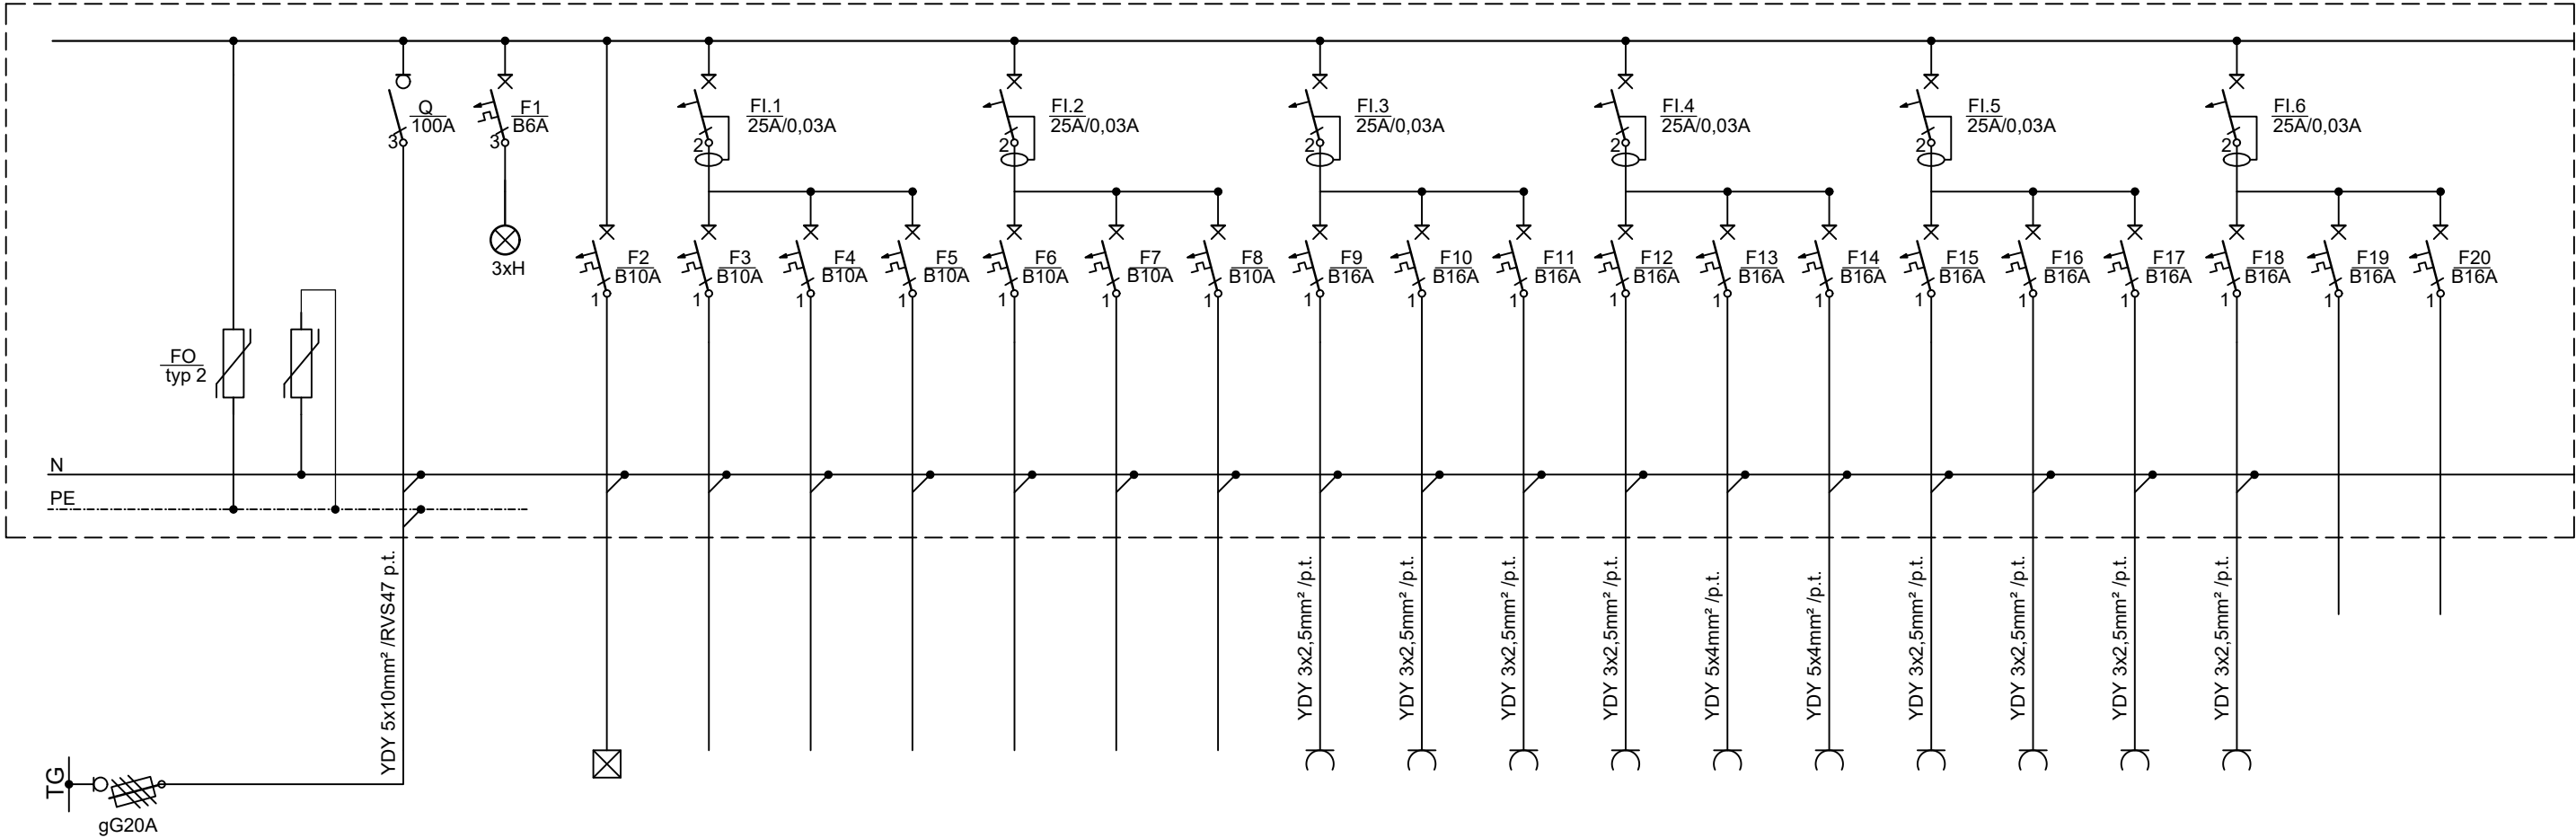 Q
100A
3
F1
B6A
3
3xH
FI.1
25A/0,03A
2
FI.2
25A/0,03A
2
FI.3
25A/0,03A
2
FI.4
25A/0,03A
2
FI.5
25A/0,03A
2
FI.6
25A/0,03A
2
F2
B10A
1
F3
B10A
1
F4
B10A
1
F5
B10A
1
F6
B10A
1
F7
B10A
1
F8
B10A
1
F9
B16A
1
F10
B16A
1
F11
B16A
1
F12
B16A
1
F13
B16A
1
F14
B16A
1
F15
B16A
1
F16
B16A
1
F17
B16A
1
F18
B16A
1
F19
B16A
1
F20
B16A
1
FO
typ 2
N
PE
YDY 5x10mm² /RVS47 p.t.
YDY 3x2,5mm² /p.t.
YDY 3x2,5mm² /p.t.
YDY 3x2,5mm² /p.t.
YDY 3x2,5mm² /p.t.
YDY 5x4mm² /p.t.
YDY 5x4mm² /p.t.
YDY 3x2,5mm² /p.t.
YDY 3x2,5mm² /p.t.
YDY 3x2,5mm² /p.t.
YDY 3x2,5mm² /p.t.
TG
gG20A